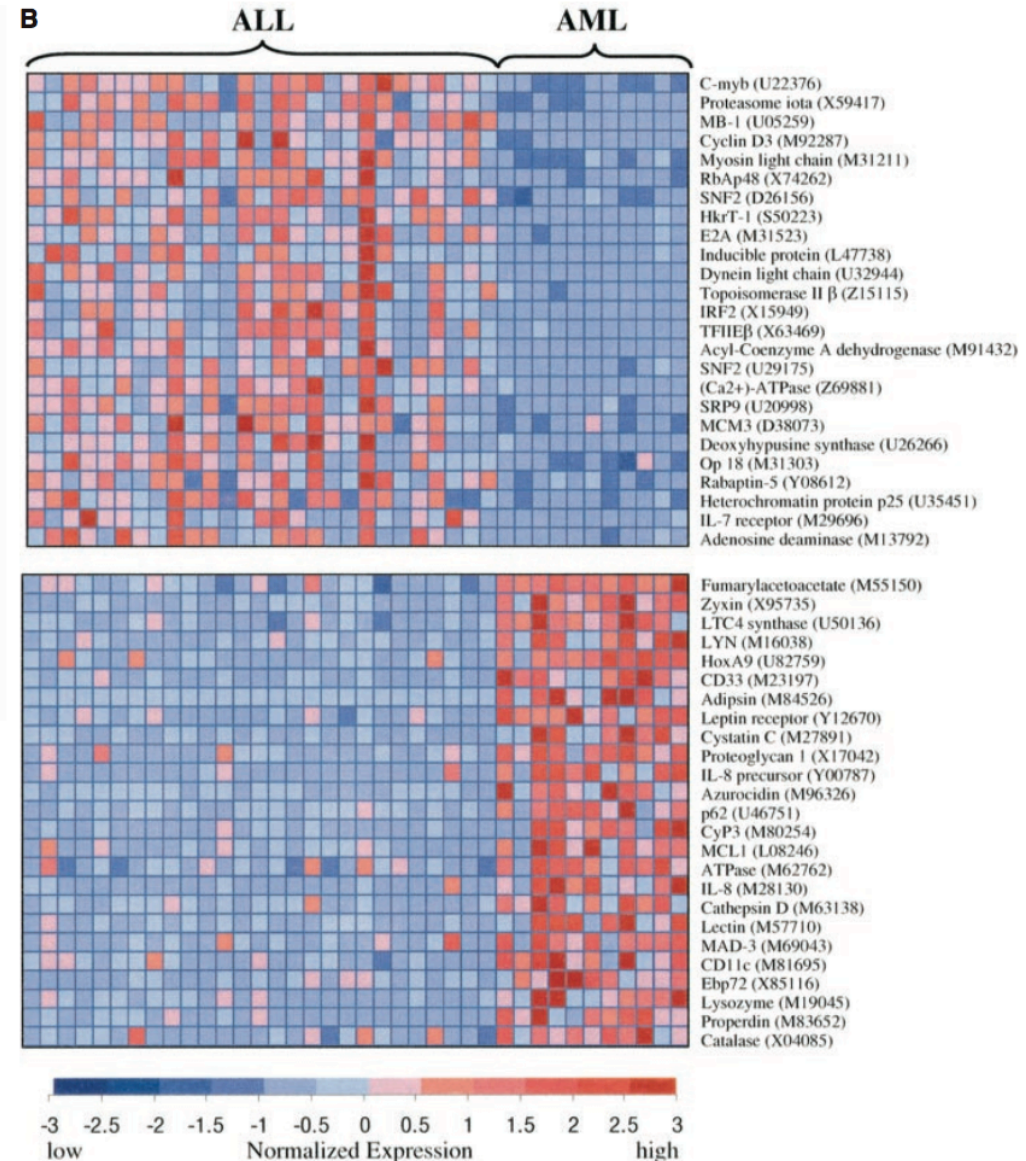 B
ALL AML
C-myb (U22376)
Proteasome iota (X59417)
MB-1 (U05259)
Cyclin D3 (M92287)
Myosin light chain (M31211)
RbAp48 (X74262)
SNF2 (D26156)
HkrT-1 (S50223)
E2A (M31523)
Inducible protein (L47738)
Dynein light chain (U32944)
Topoisomerase II β (Z15115)
IRF2 (X15949)
TFIIEβ (X63469)
Acyl-Coenzyme A dehydrogenase (M91432)
SNF2 (U29175)
(Ca2+)-ATPase (Z69881)
SRP9 (U20998)
MCM3 (D38073)
Deoxyhypusine synthase (U26266)
Op 18 (M31303)
Rabaptin-5 (Y08612)
Heterochromatin protein p25 (U35451)
IL-7 receptor (M29696)
Adenosine deaminase (M13792)
Fumarylacetoacetate (M55150)
Zyxin (X95735)
LTC4 synthase (U50136)
LYN (M16038)
HoxA9 (U82759)
CD33 (M23197)
Adipsin (M84526)
Leptin receptor (Y12670)
Cystatin C (M27891)
Proteoglycan 1 (X17042)
IL-8 precursor (Y00787)
Azurocidin (M96326)
p62 (U46751)
CyP3 (M80254)
MCL1 (L08246)
ATPase (M62762)
IL-8 (M28130)
Cathepsin D (M63138)
Lectin (M57710)
MAD-3 (M69043)
CD11c (M81695)
Ebp72 (X85116)
Lysozyme (M19045)
Properdin (M83652)
Catalase (X04085)
-3 -2.5 -2 -1.5 -1 -0.5 0 0.5 1 1.5 2 2.5 3
low Normalized Expression high